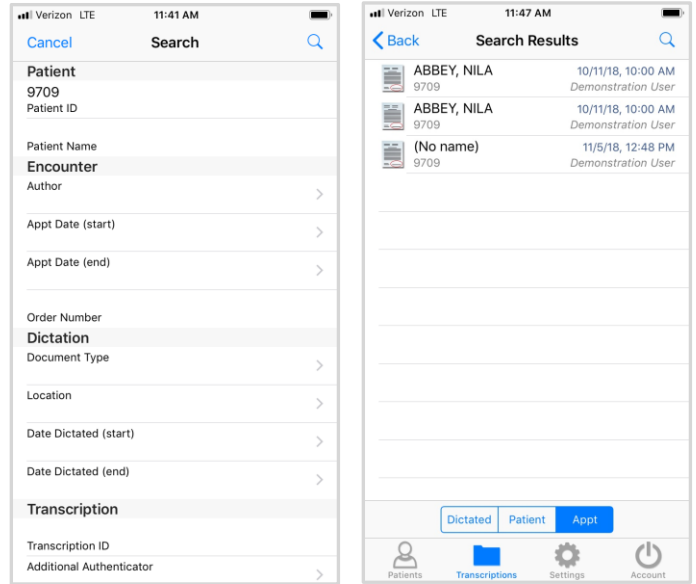 Verizon LTE 11:41 AM
Cancel Search
Patient
9709
Patient ID
Patient Name
Encounter
Author
Appt Date (start)
Appt Date (end)
Order Number
Dictation
Document Type
Location
Date Dictated (start)
Date Dictated (end)
Transcription
Transcription ID
Additional Authenticator
Verizon LTE 11:47 AM
Back Search Results
ABBEY, NILA 10/11/18, 10:00 AM
9709 Demonstration User
ABBEY, NILA 10/11/18, 10:00 AM
9709 Demonstration User
(No name) 11/5/18, 12:48 PM
9709 Demonstration User
Dictated Patient Appt
Patients Transcriptions Settings Account